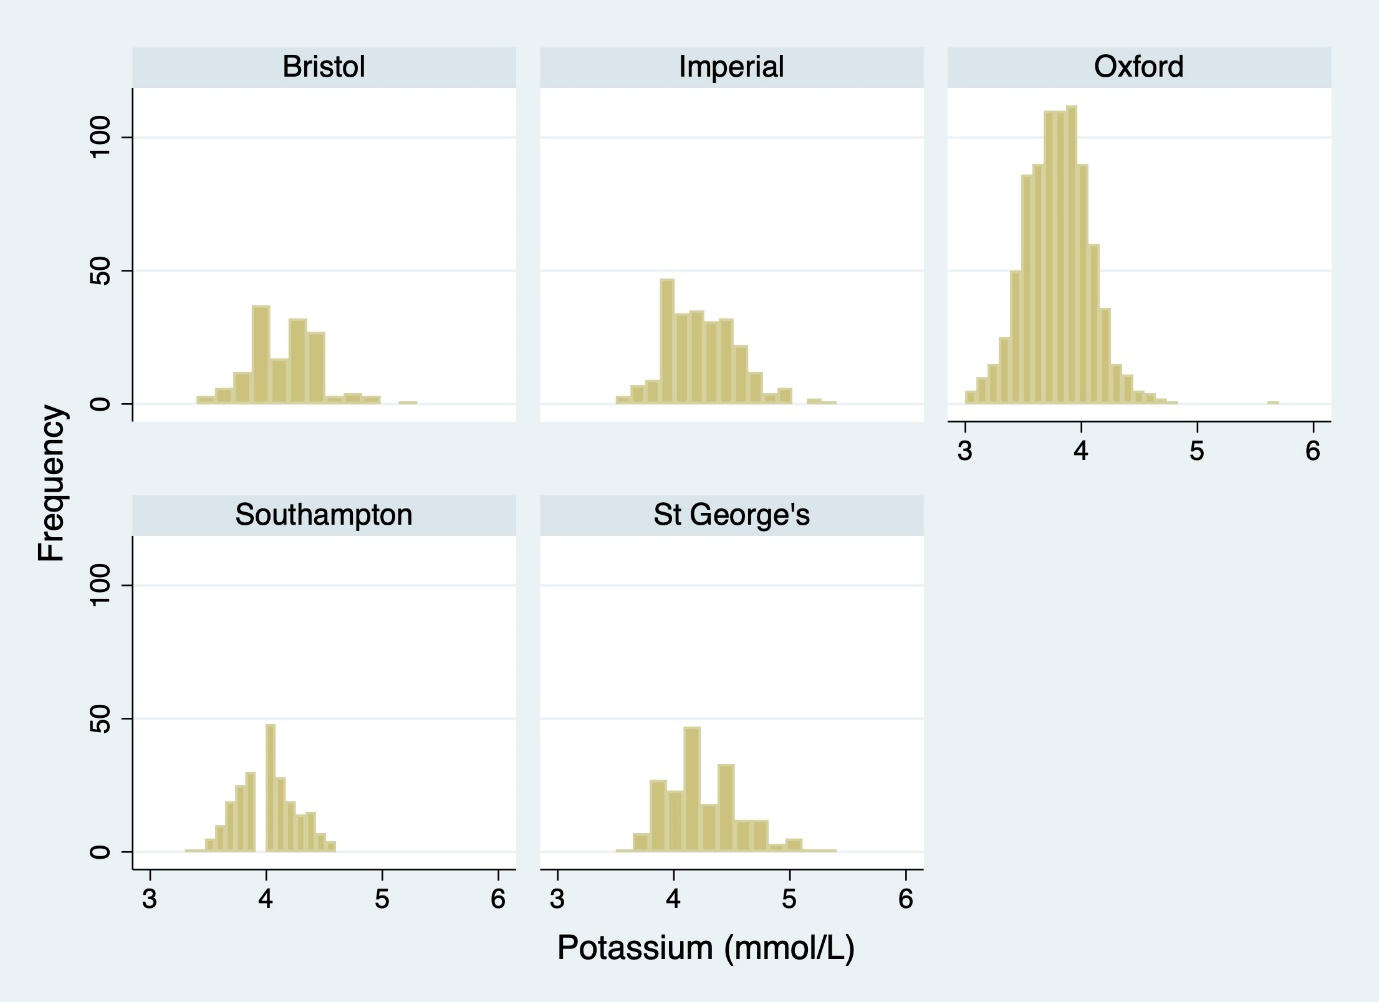 Bristol
Imperial
Oxford
100
50
0
3 4 5 6
Southampton
St George's
100
50
0
3 4 5 6
3 4 5 6
Frequency
Potassium (mmol/L)